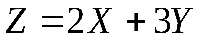 Z = 2X + 3Y